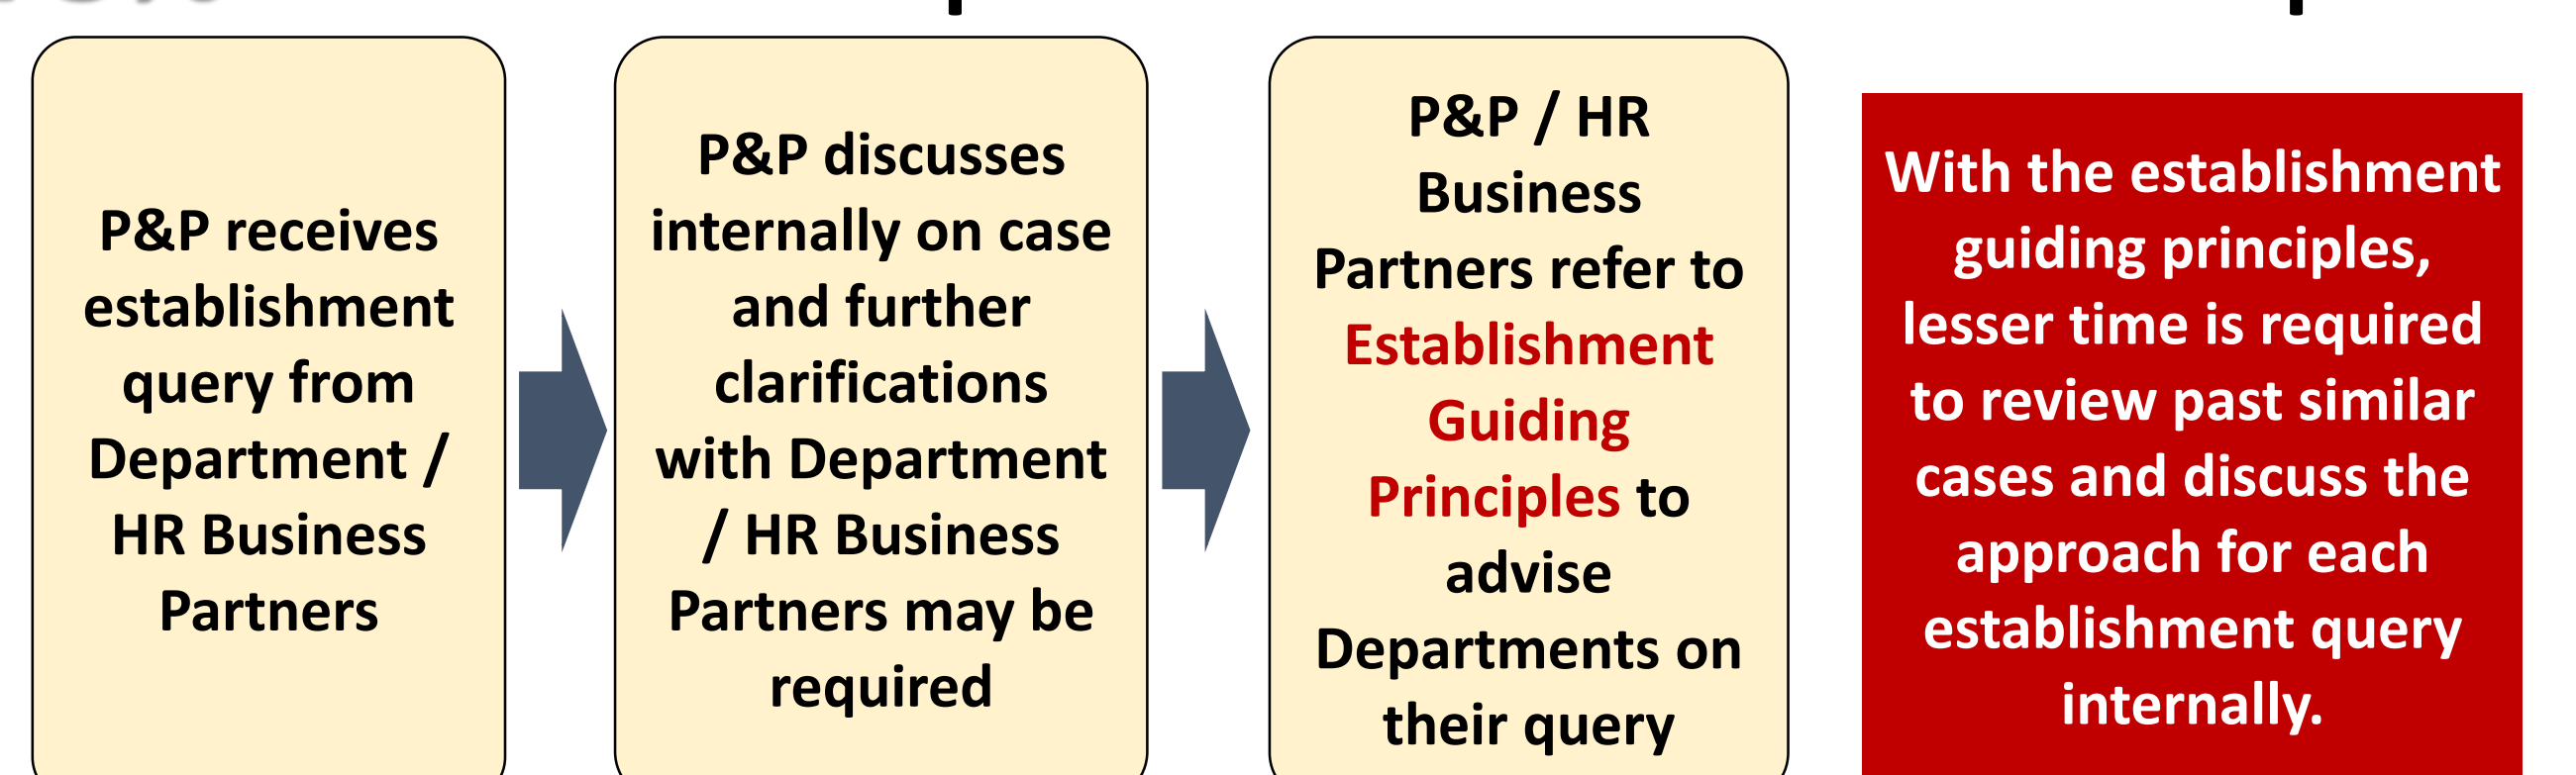 P&P receives
establishment
query from
Department /
HR Business
Partners
P&P discusses
internally on case
and further
clarifications
with Department
/ HR Business
Partners may be
required
P&P / HR
Business
Partners refer to
Establishment
Guiding
Principles to
advise
Departments on
their query
With the establishment
guiding principles,
lesser time is required
to review past similar
cases and discuss the
approach for each
establishment query
internally.